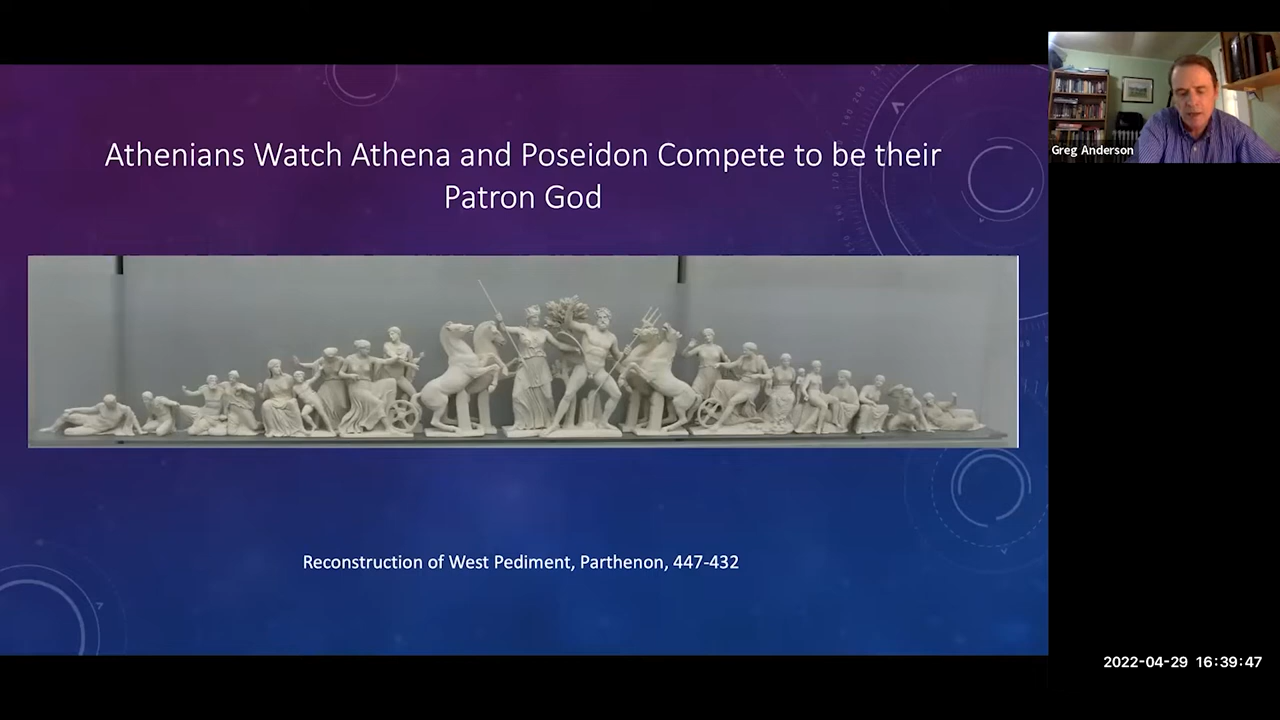 Athenians Watch Athena and Poseidon Compete to be their
Patron God
Reconstruction of West Pediment, Parthenon, 447-432
Greg Anderson
2022-04-29 16:39:47